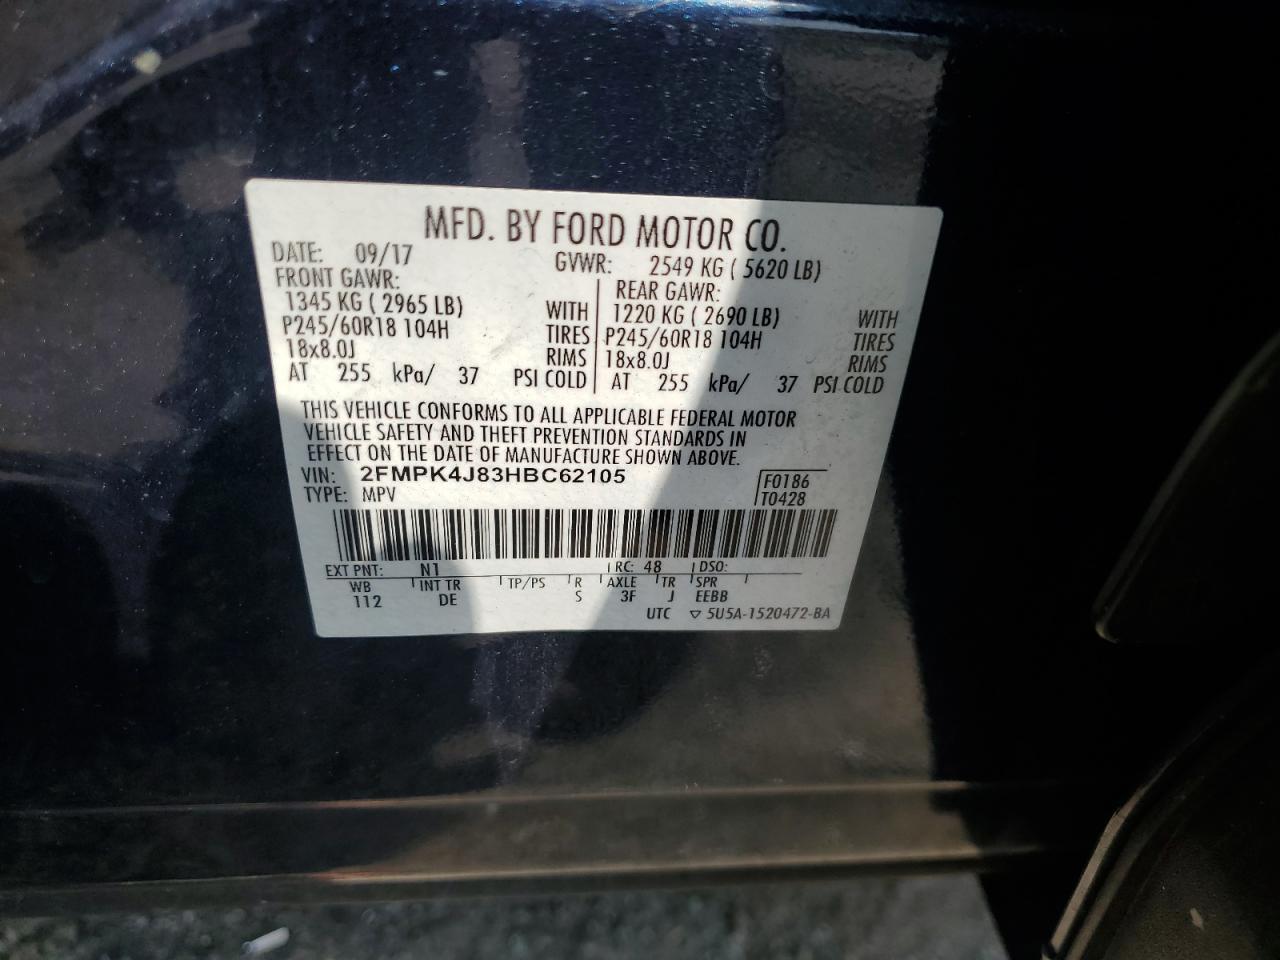 MFD. BY FORD MOTOR CO.
DATE: 09/17 GVWR: 2549 KG ( 5620 LB)
FRONT GAWR: REAR GAWR:
1345 KG ( 2965 LB) WITH 1220 KG ( 2690 LB) WITH
P245/60R18 104H TIRES P245/60R18 104H TIRES
18x8.0J RIMS 18x8.0J RIMS
AT 255 kPa/ 37 PSI COLD AT 255 kPa/ 37 PSI COLD
THIS VEHICLE CONFORMS TO ALL APPLICABLE FEDERAL MOTOR
VEHICLE SAFETY AND THEFT PREVENTION STANDARDS IN
EFFECT ON THE DATE OF MANUFACTURE SHOWN ABOVE.
VIN: 2FMPK4J83HBC62105 F0186
TYPE: MPV T0428
EXT PNT: N1 RC: 48 DSO:
WB INT TR TP/PS R AXLE TR SPR
112 DE S 3F J EEBB
UTC ▽ 5U5A-1520472-BA